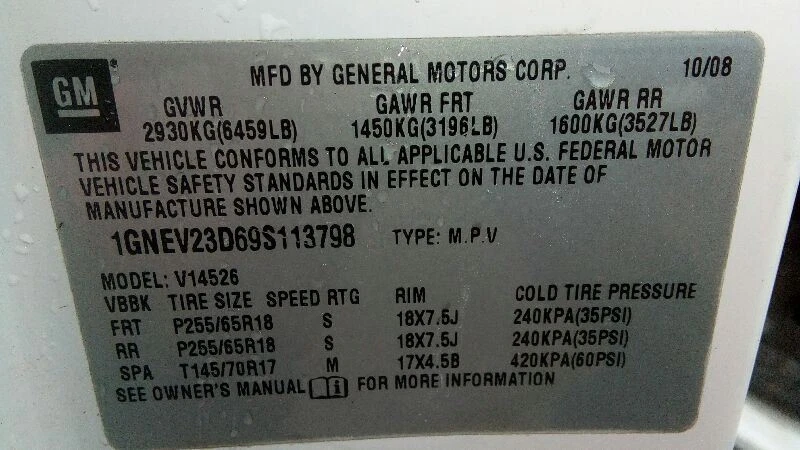 GM® MFD BY GENERAL MOTORS CORP. 10/08
GVWR GAWR FRT GAWR RR
2930KG(6459LB) 1450KG(3196LB) 1600KG(3527LB)
THIS VEHICLE CONFORMS TO ALL APPLICABLE U.S. FEDERAL MOTOR
VEHICLE SAFETY STANDARDS IN EFFECT ON THE DATE OF
MANUFACTURE SHOWN ABOVE.
1GNEV23D69S113798 TYPE: M.P.V
MODEL: V14526
VBBK TIRE SIZE SPEED RTG RIM COLD TIRE PRESSURE
FRT P255/65R18 S 18X7.5J 240KPA(35PSI)
RR P255/65R18 S 18X7.5J 240KPA(35PSI)
SPA T145/70R17 M 17X4.5B 420KPA(60PSI)
SEE OWNER'S MANUAL FOR MORE INFORMATION